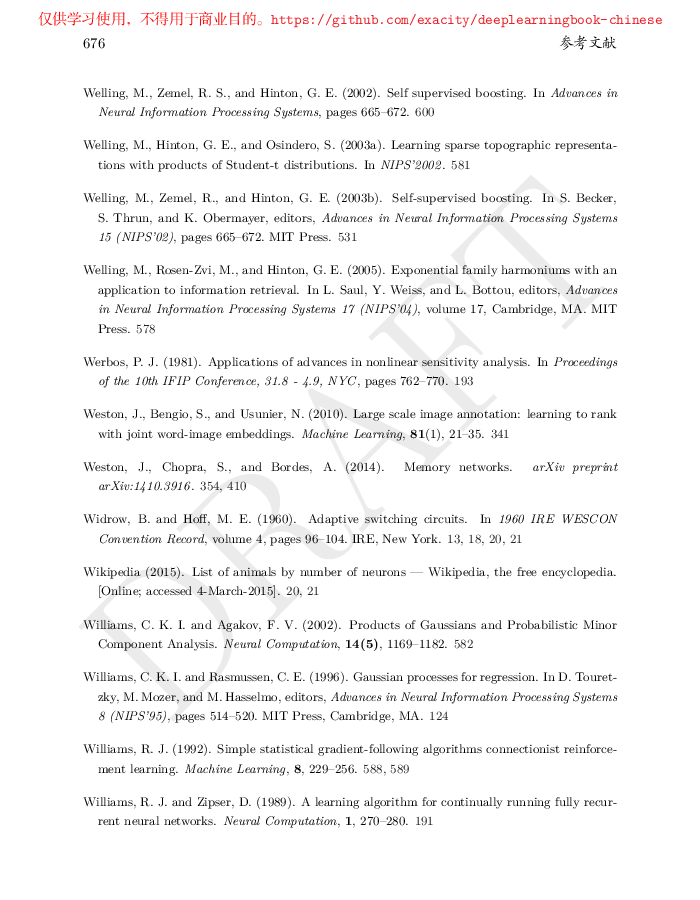 仅供学习使用，不得用于商业目的。https://github.com/exacity/deeplearningbook-chinese
676 参考文献
Welling, M., Zemel, R. S., and Hinton, G. E. (2002). Self supervised boosting. In Advances in
Neural Information Processing Systems, pages 665–672. 600
Welling, M., Hinton, G. E., and Osindero, S. (2003a). Learning sparse topographic representa-
tions with products of Student-t distributions. In NIPS'2002. 581
Welling, M., Zemel, R., and Hinton, G. E. (2003b). Self-supervised boosting. In S. Becker,
S. Thrun, and K. Obermayer, editors, Advances in Neural Information Processing Systems
15 (NIPS'02), pages 665–672. MIT Press. 531
Welling, M., Rosen-Zvi, M., and Hinton, G. E. (2005). Exponential family harmoniums with an
application to information retrieval. In L. Saul, Y. Weiss, and L. Bottou, editors, Advances
in Neural Information Processing Systems 17 (NIPS'04), volume 17, Cambridge, MA. MIT
Press. 578
Werbos, P. J. (1981). Applications of advances in nonlinear sensitivity analysis. In Proceedings
of the 10th IFIP Conference, 31.8 - 4.9, NYC, pages 762–770. 193
Weston, J., Bengio, S., and Usunier, N. (2010). Large scale image annotation: learning to rank
with joint word-image embeddings. Machine Learning, 81(1), 21–35. 341
Weston, J., Chopra, S., and Bordes, A. (2014). Memory networks. arXiv preprint
arXiv:1410.3916. 354, 410
Widrow, B. and Hoff, M. E. (1960). Adaptive switching circuits. In 1960 IRE WESCON
Convention Record, volume 4, pages 96–104. IRE, New York. 13, 18, 20, 21
Wikipedia (2015). List of animals by number of neurons — Wikipedia, the free encyclopedia.
[Online; accessed 4-March-2015]. 20, 21
Williams, C. K. I. and Agakov, F. V. (2002). Products of Gaussians and Probabilistic Minor
Component Analysis. Neural Computation, 14(5), 1169–1182. 582
Williams, C. K. I. and Rasmussen, C. E. (1996). Gaussian processes for regression. In D. Touret-
zky, M. Mozer, and M. Hasselmo, editors, Advances in Neural Information Processing Systems
8 (NIPS'95), pages 514–520. MIT Press, Cambridge, MA. 124
Williams, R. J. (1992). Simple statistical gradient-following algorithms connectionist reinforce-
ment learning. Machine Learning, 8, 229–256. 588, 589
Williams, R. J. and Zipser, D. (1989). A learning algorithm for continually running fully recur-
rent neural networks. Neural Computation, 1, 270–280. 191
DRAFT